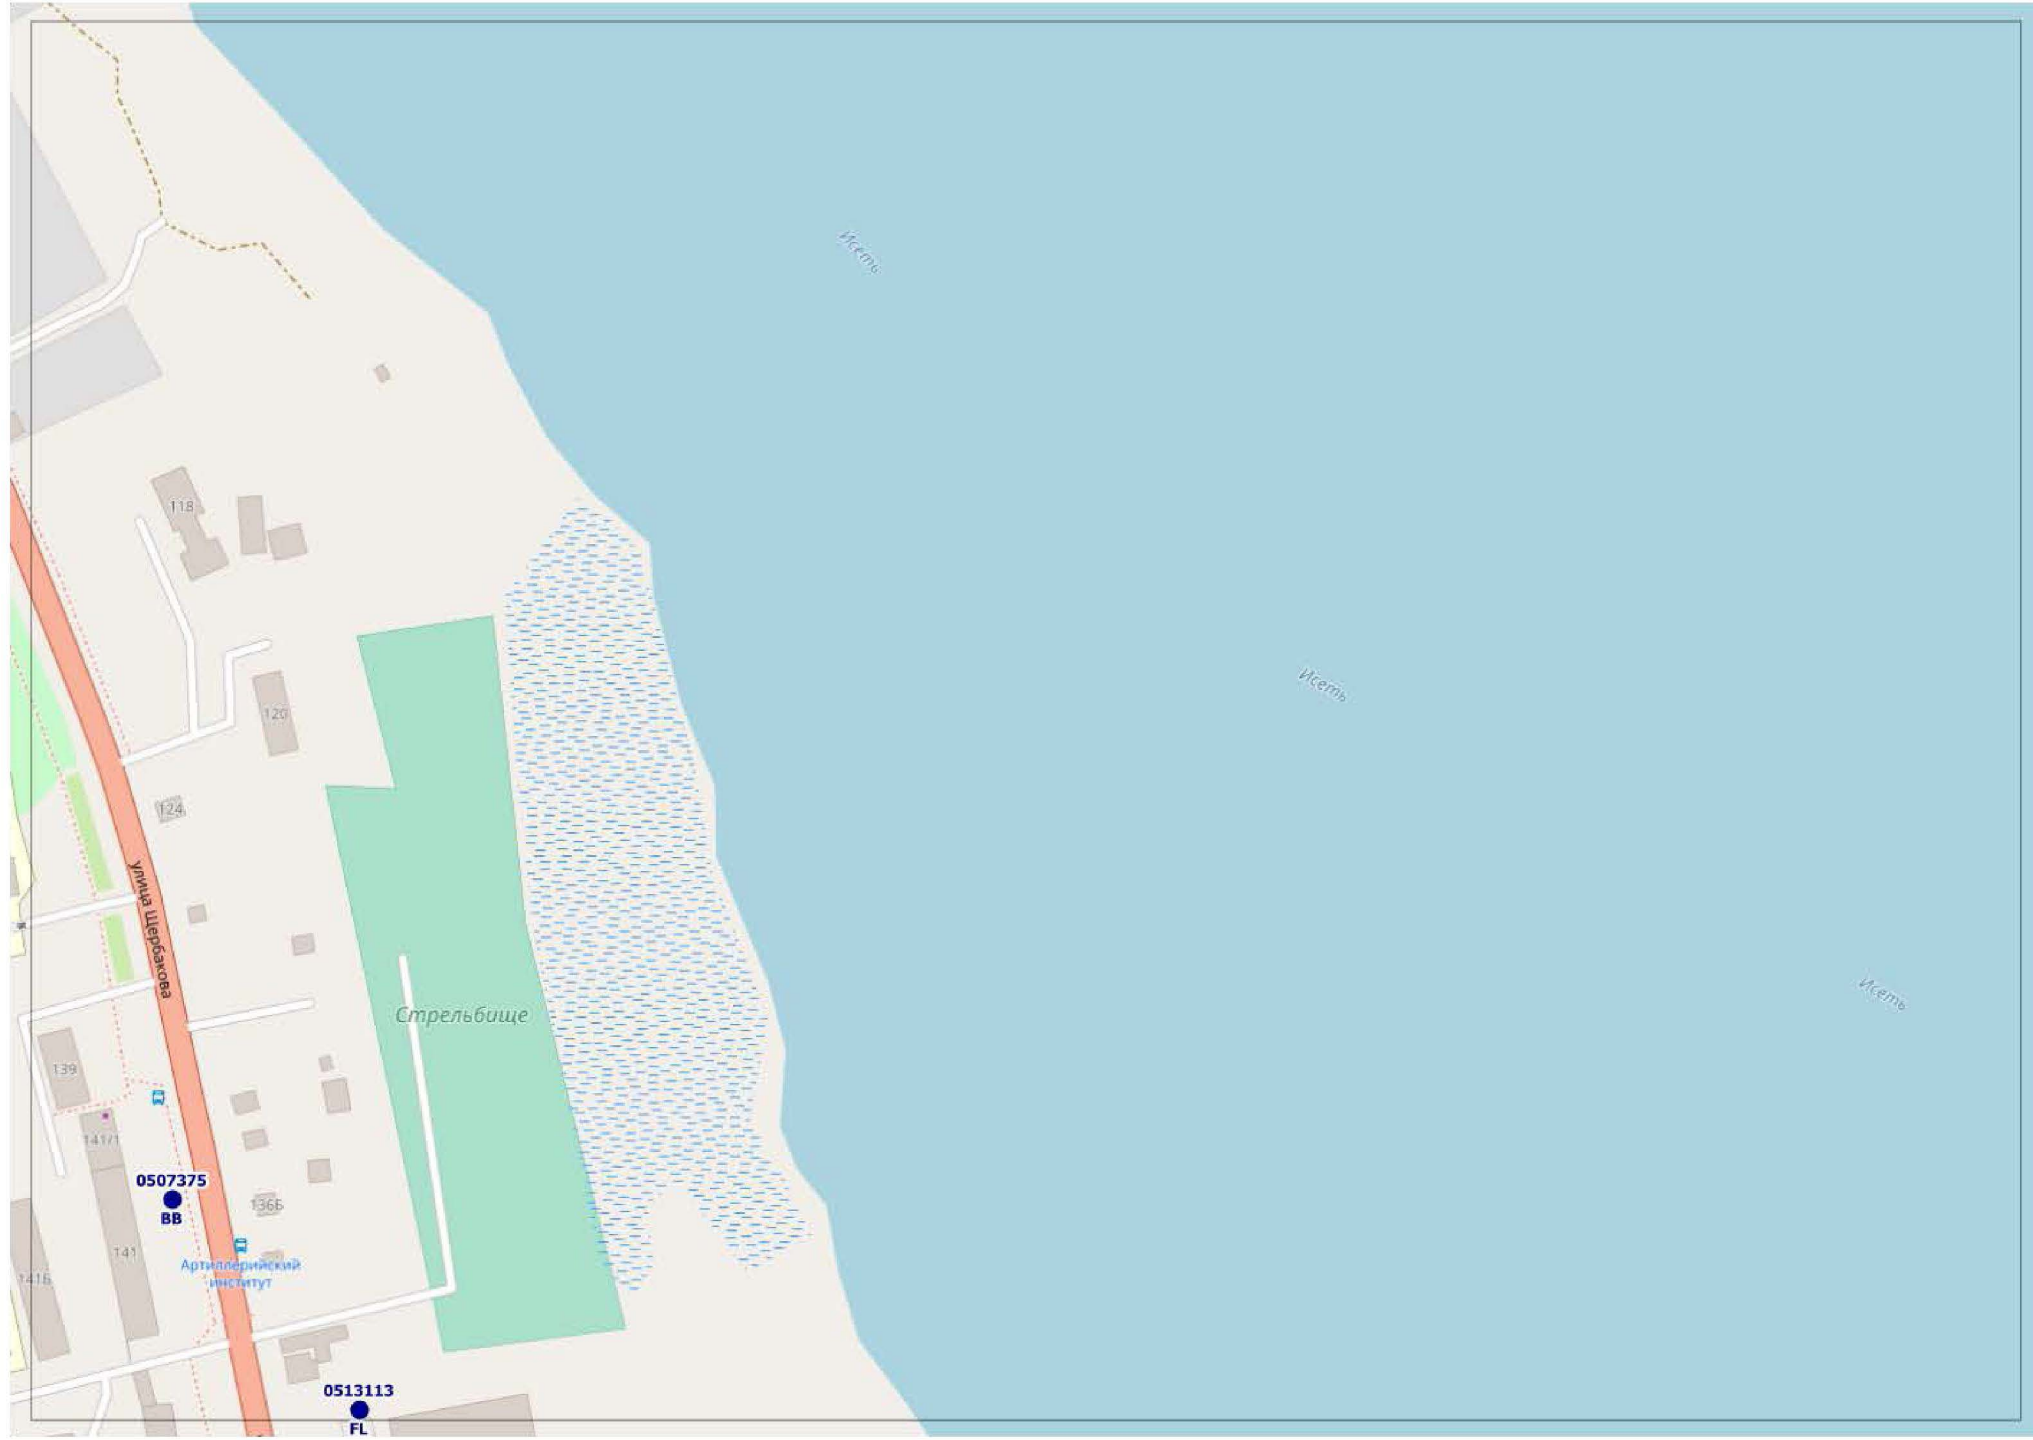 Исеть
118
Исеть
120
124
улица Щербакова
Исеть
Стрельбище
139
141/1
0507375
BB
136Б
141
Артиллерийский
институт
141Б
0513113
FL